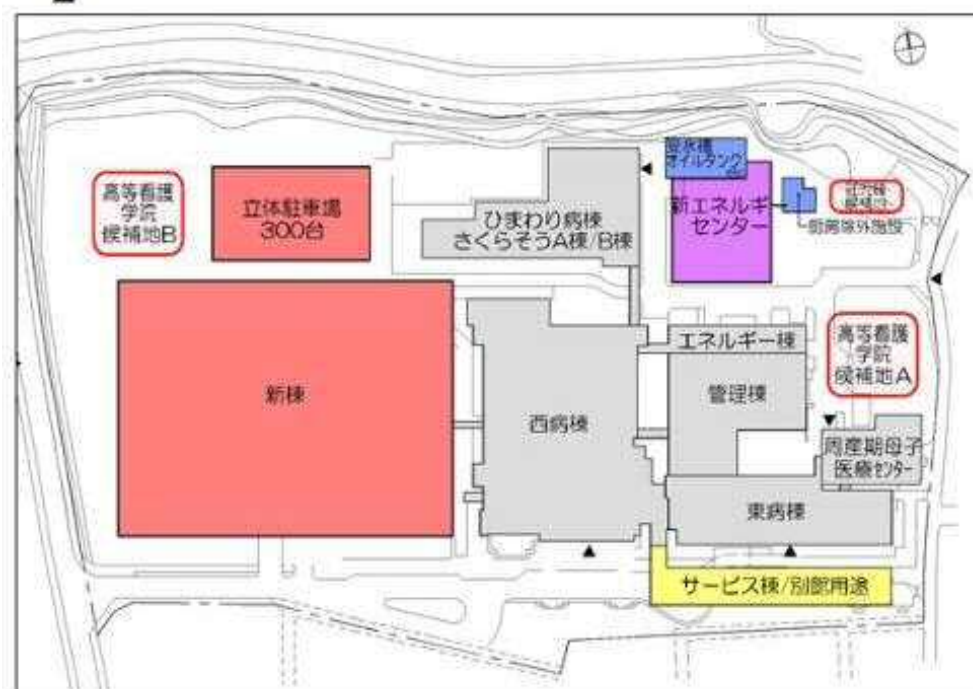 高等看護
学院
候補地B
立体駐車場
300台
ひまわり病棟
さくらそうA棟/B棟
受水槽
オイルタンク
新エネルギー
センター
高等看護
学院
候補地A
エネルギー棟
管理棟
新棟
西病棟
周産期母子
医療センター
東病棟
サービス棟/別館用途